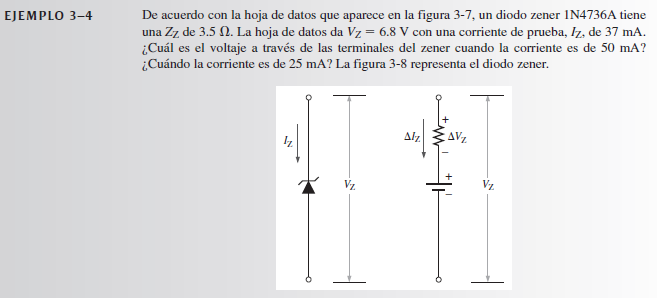 EJEMPLO 3–4
De acuerdo con la hoja de datos que aparece en la figura 3-7, un diodo zener 1N4736A tiene
una ZZ de 3.5 Ω. La hoja de datos da VZ = 6.8 V con una corriente de prueba, IZ, de 37 mA.
¿Cuál es el voltaje a través de las terminales del zener cuando la corriente es de 50 mA?
¿Cuándo la corriente es de 25 mA? La figura 3-8 representa el diodo zener.
IZ
VZ
ΔIZ
+
ΔVZ
−
+
−
VZ